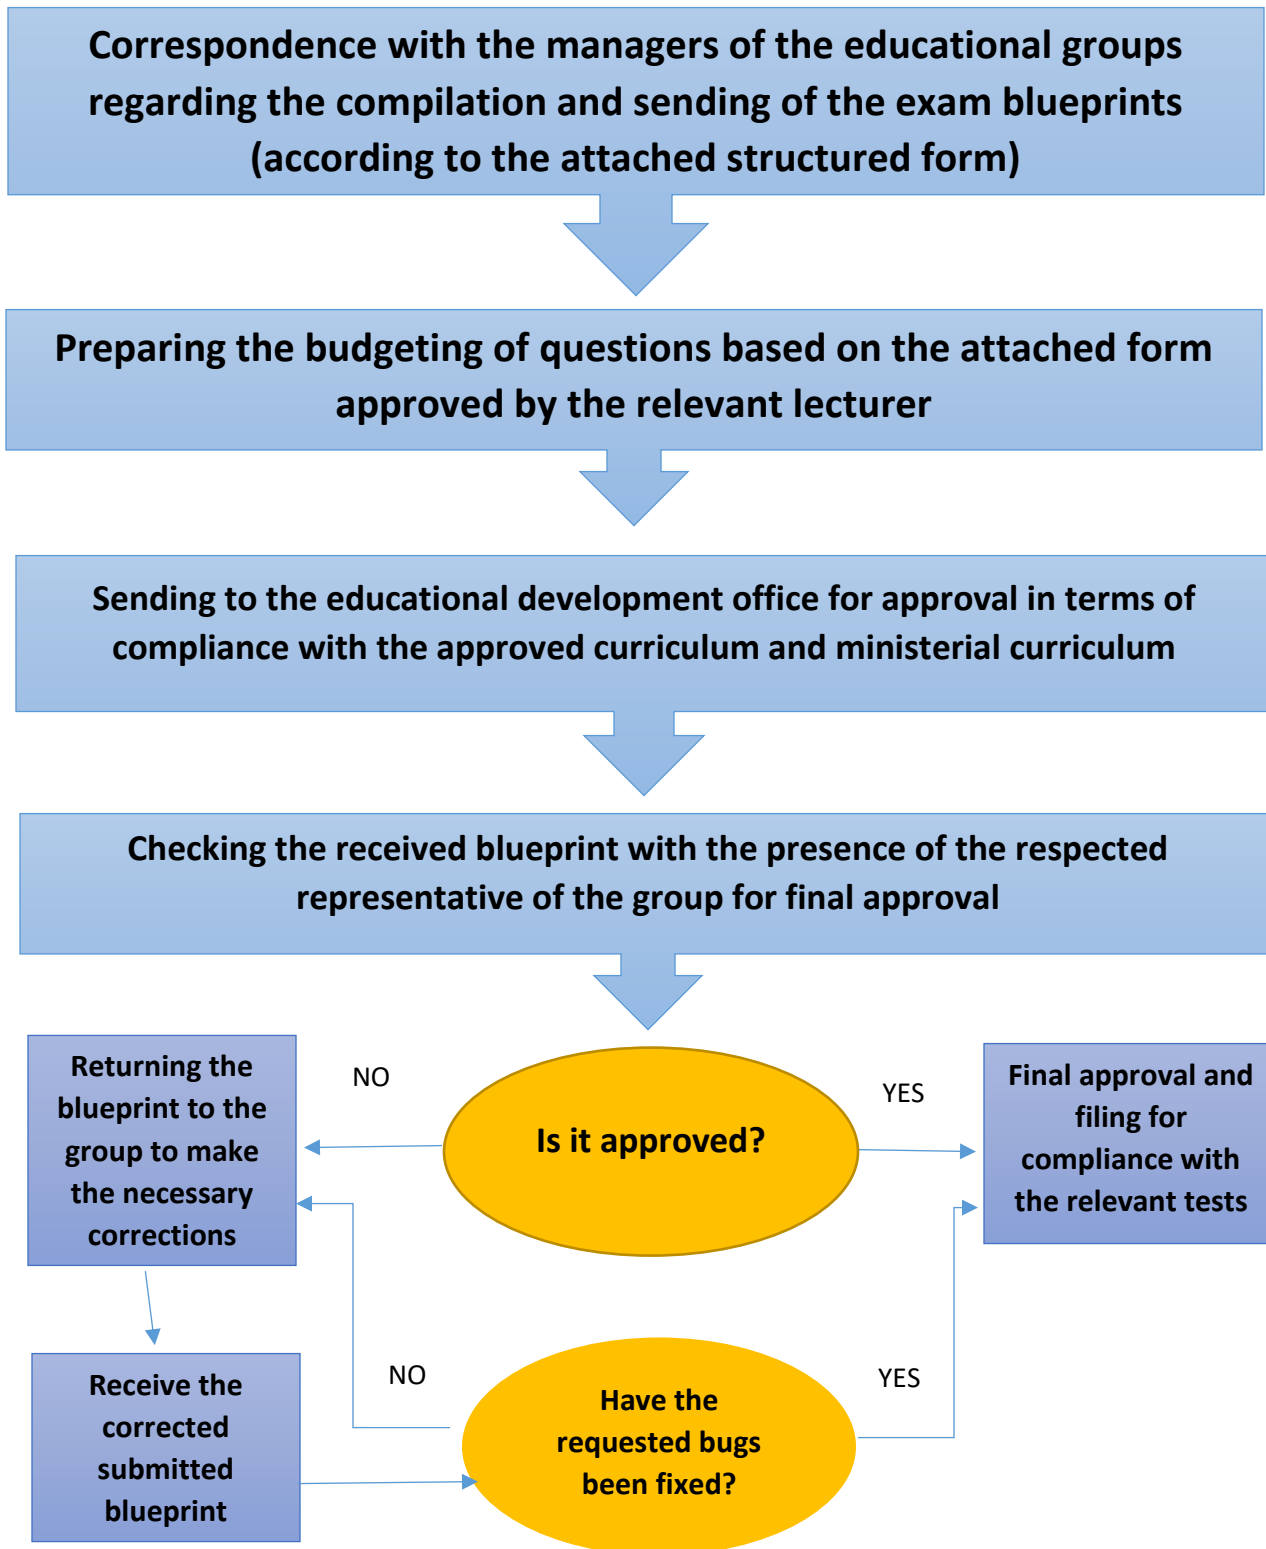 Correspondence with the managers of the educational groups
regarding the compilation and sending of the exam blueprints
(according to the attached structured form)
Preparing the budgeting of questions based on the attached form
approved by the relevant lecturer
Sending to the educational development office for approval in terms of
compliance with the approved curriculum and ministerial curriculum
Checking the received blueprint with the presence of the respected
representative of the group for final approval
Returning the
blueprint to the
group to make
the necessary
corrections
NO
Is it approved?
YES
Final approval and
filing for
compliance with
the relevant tests
Receive the
corrected
submitted
blueprint
NO
Have the
requested bugs
been fixed?
YES